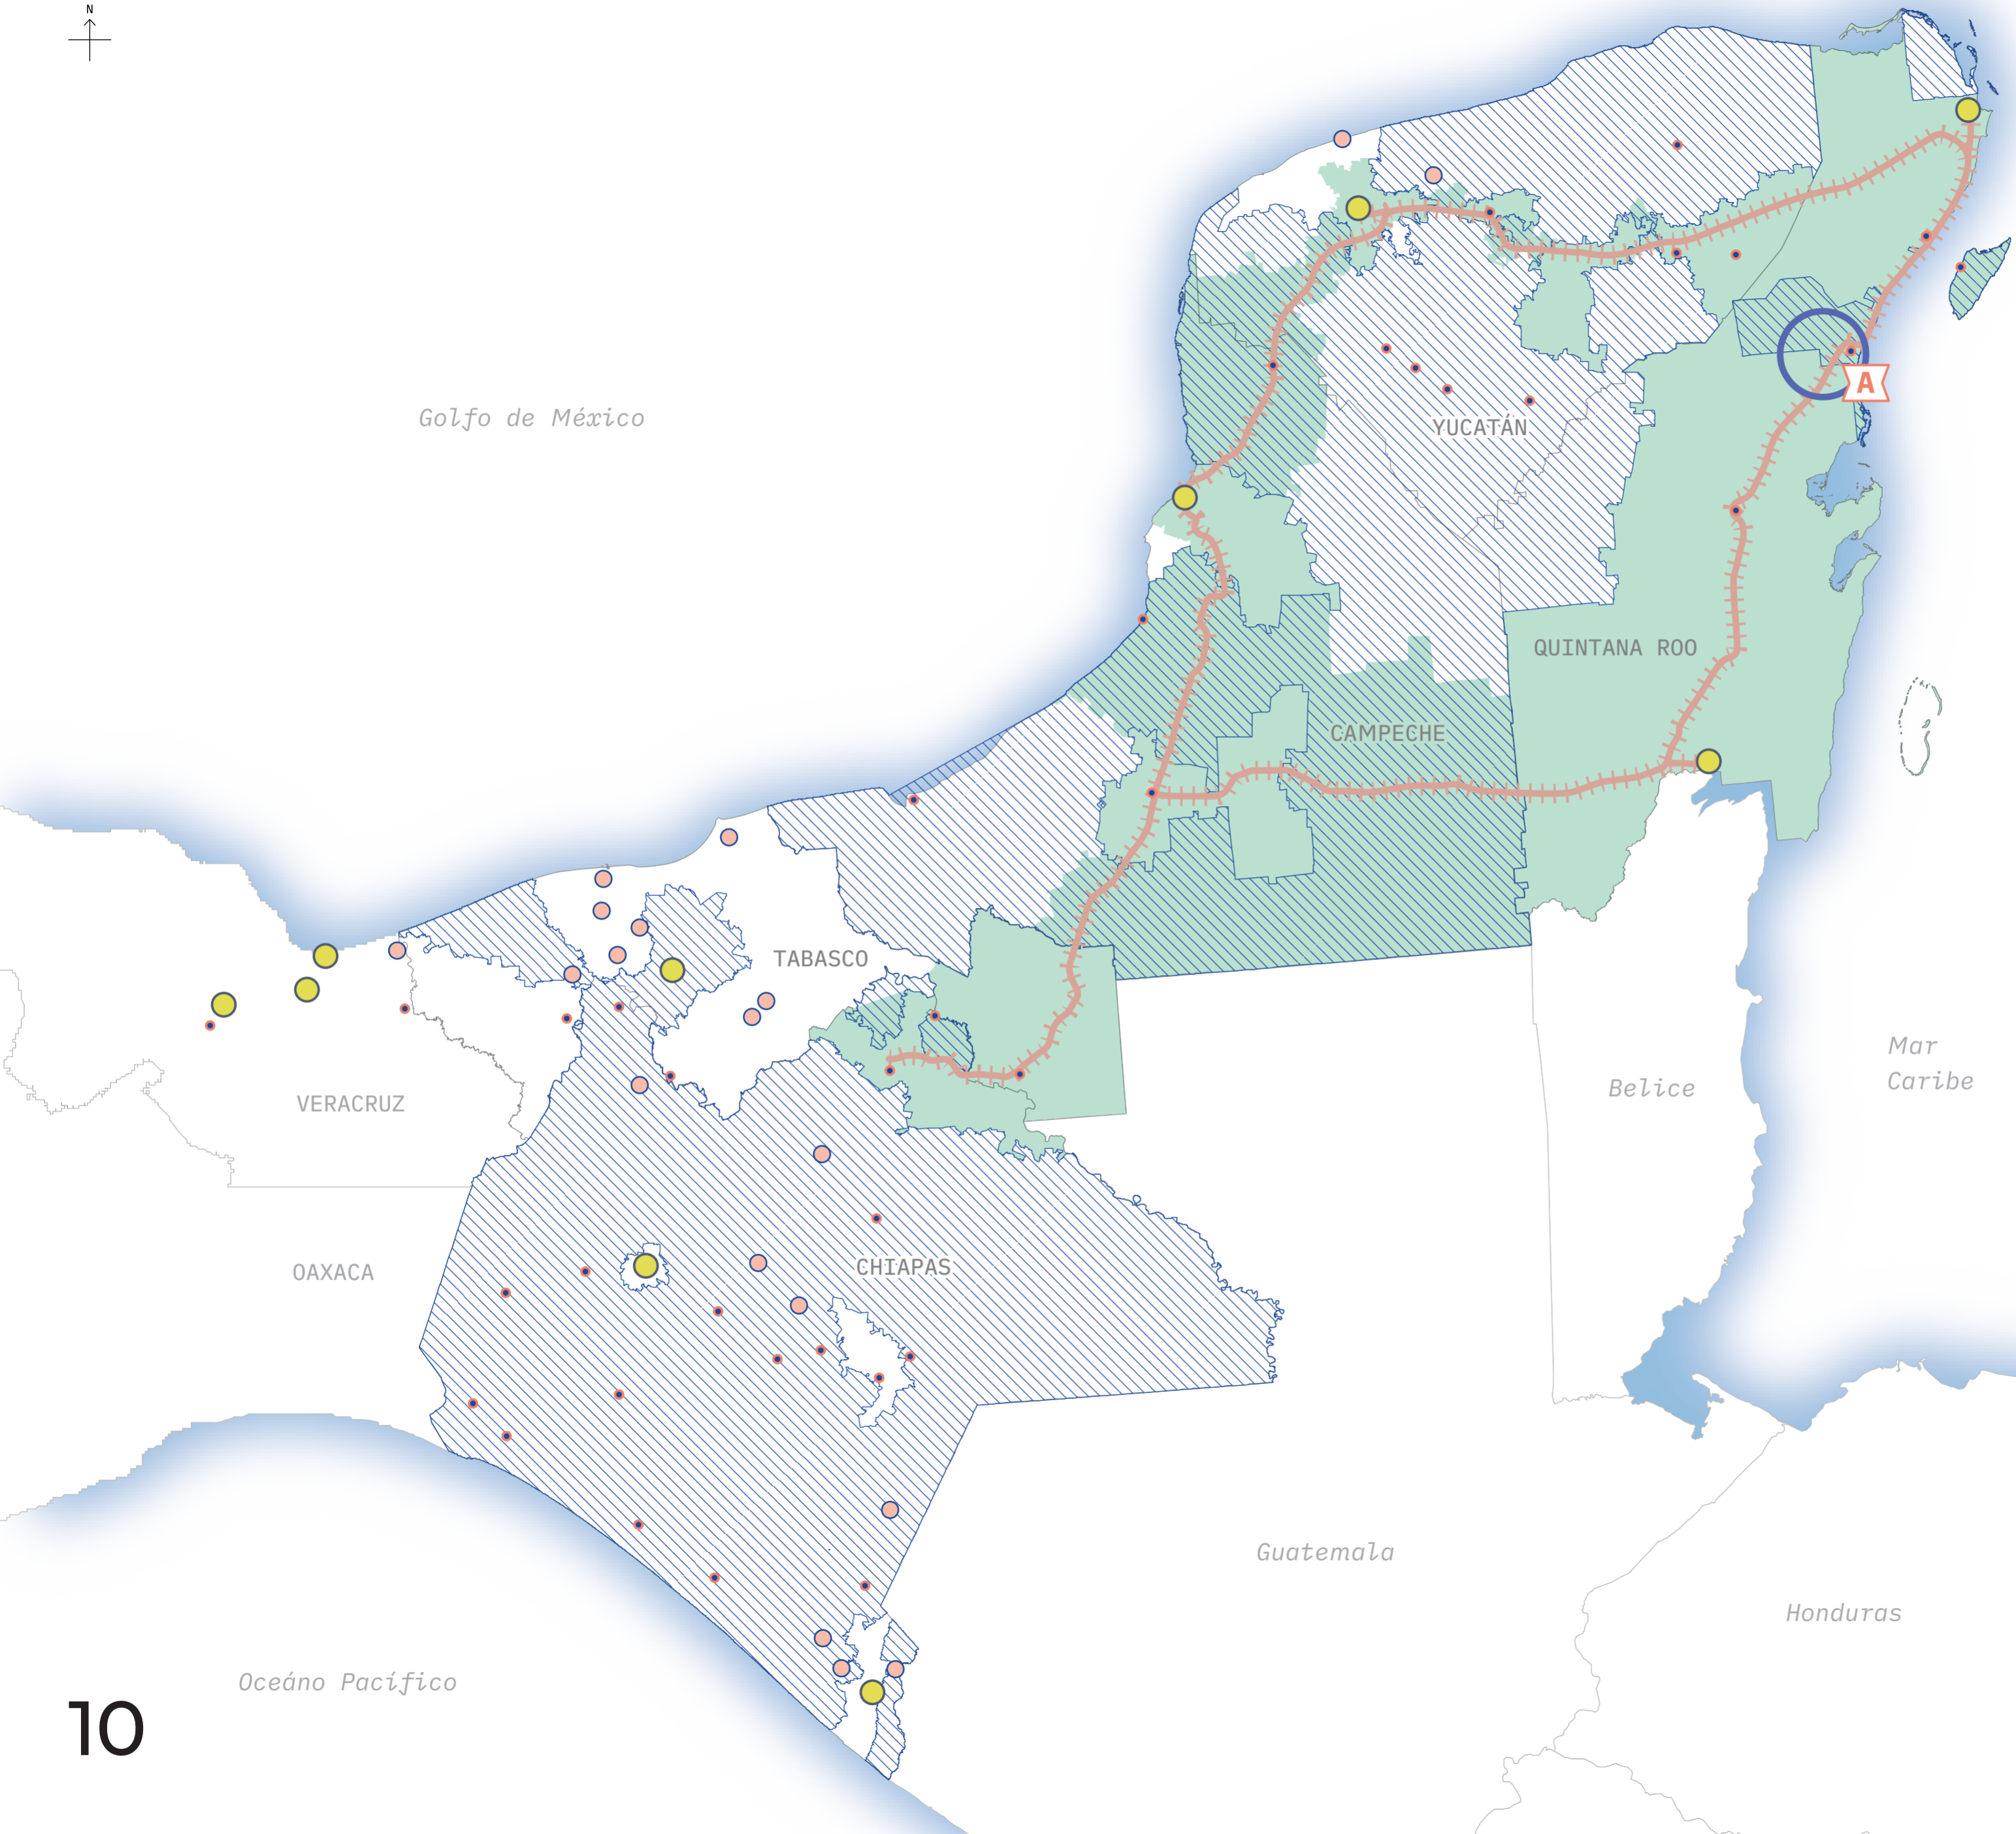 N
Golfo de México
A
YUCATÁN
QUINTANA ROO
CAMPECHE
TABASCO
Mar
Caribe
Belice
VERACRUZ
CHIAPAS
OAXACA
Guatemala
Honduras
Oceáno Pacífico
10